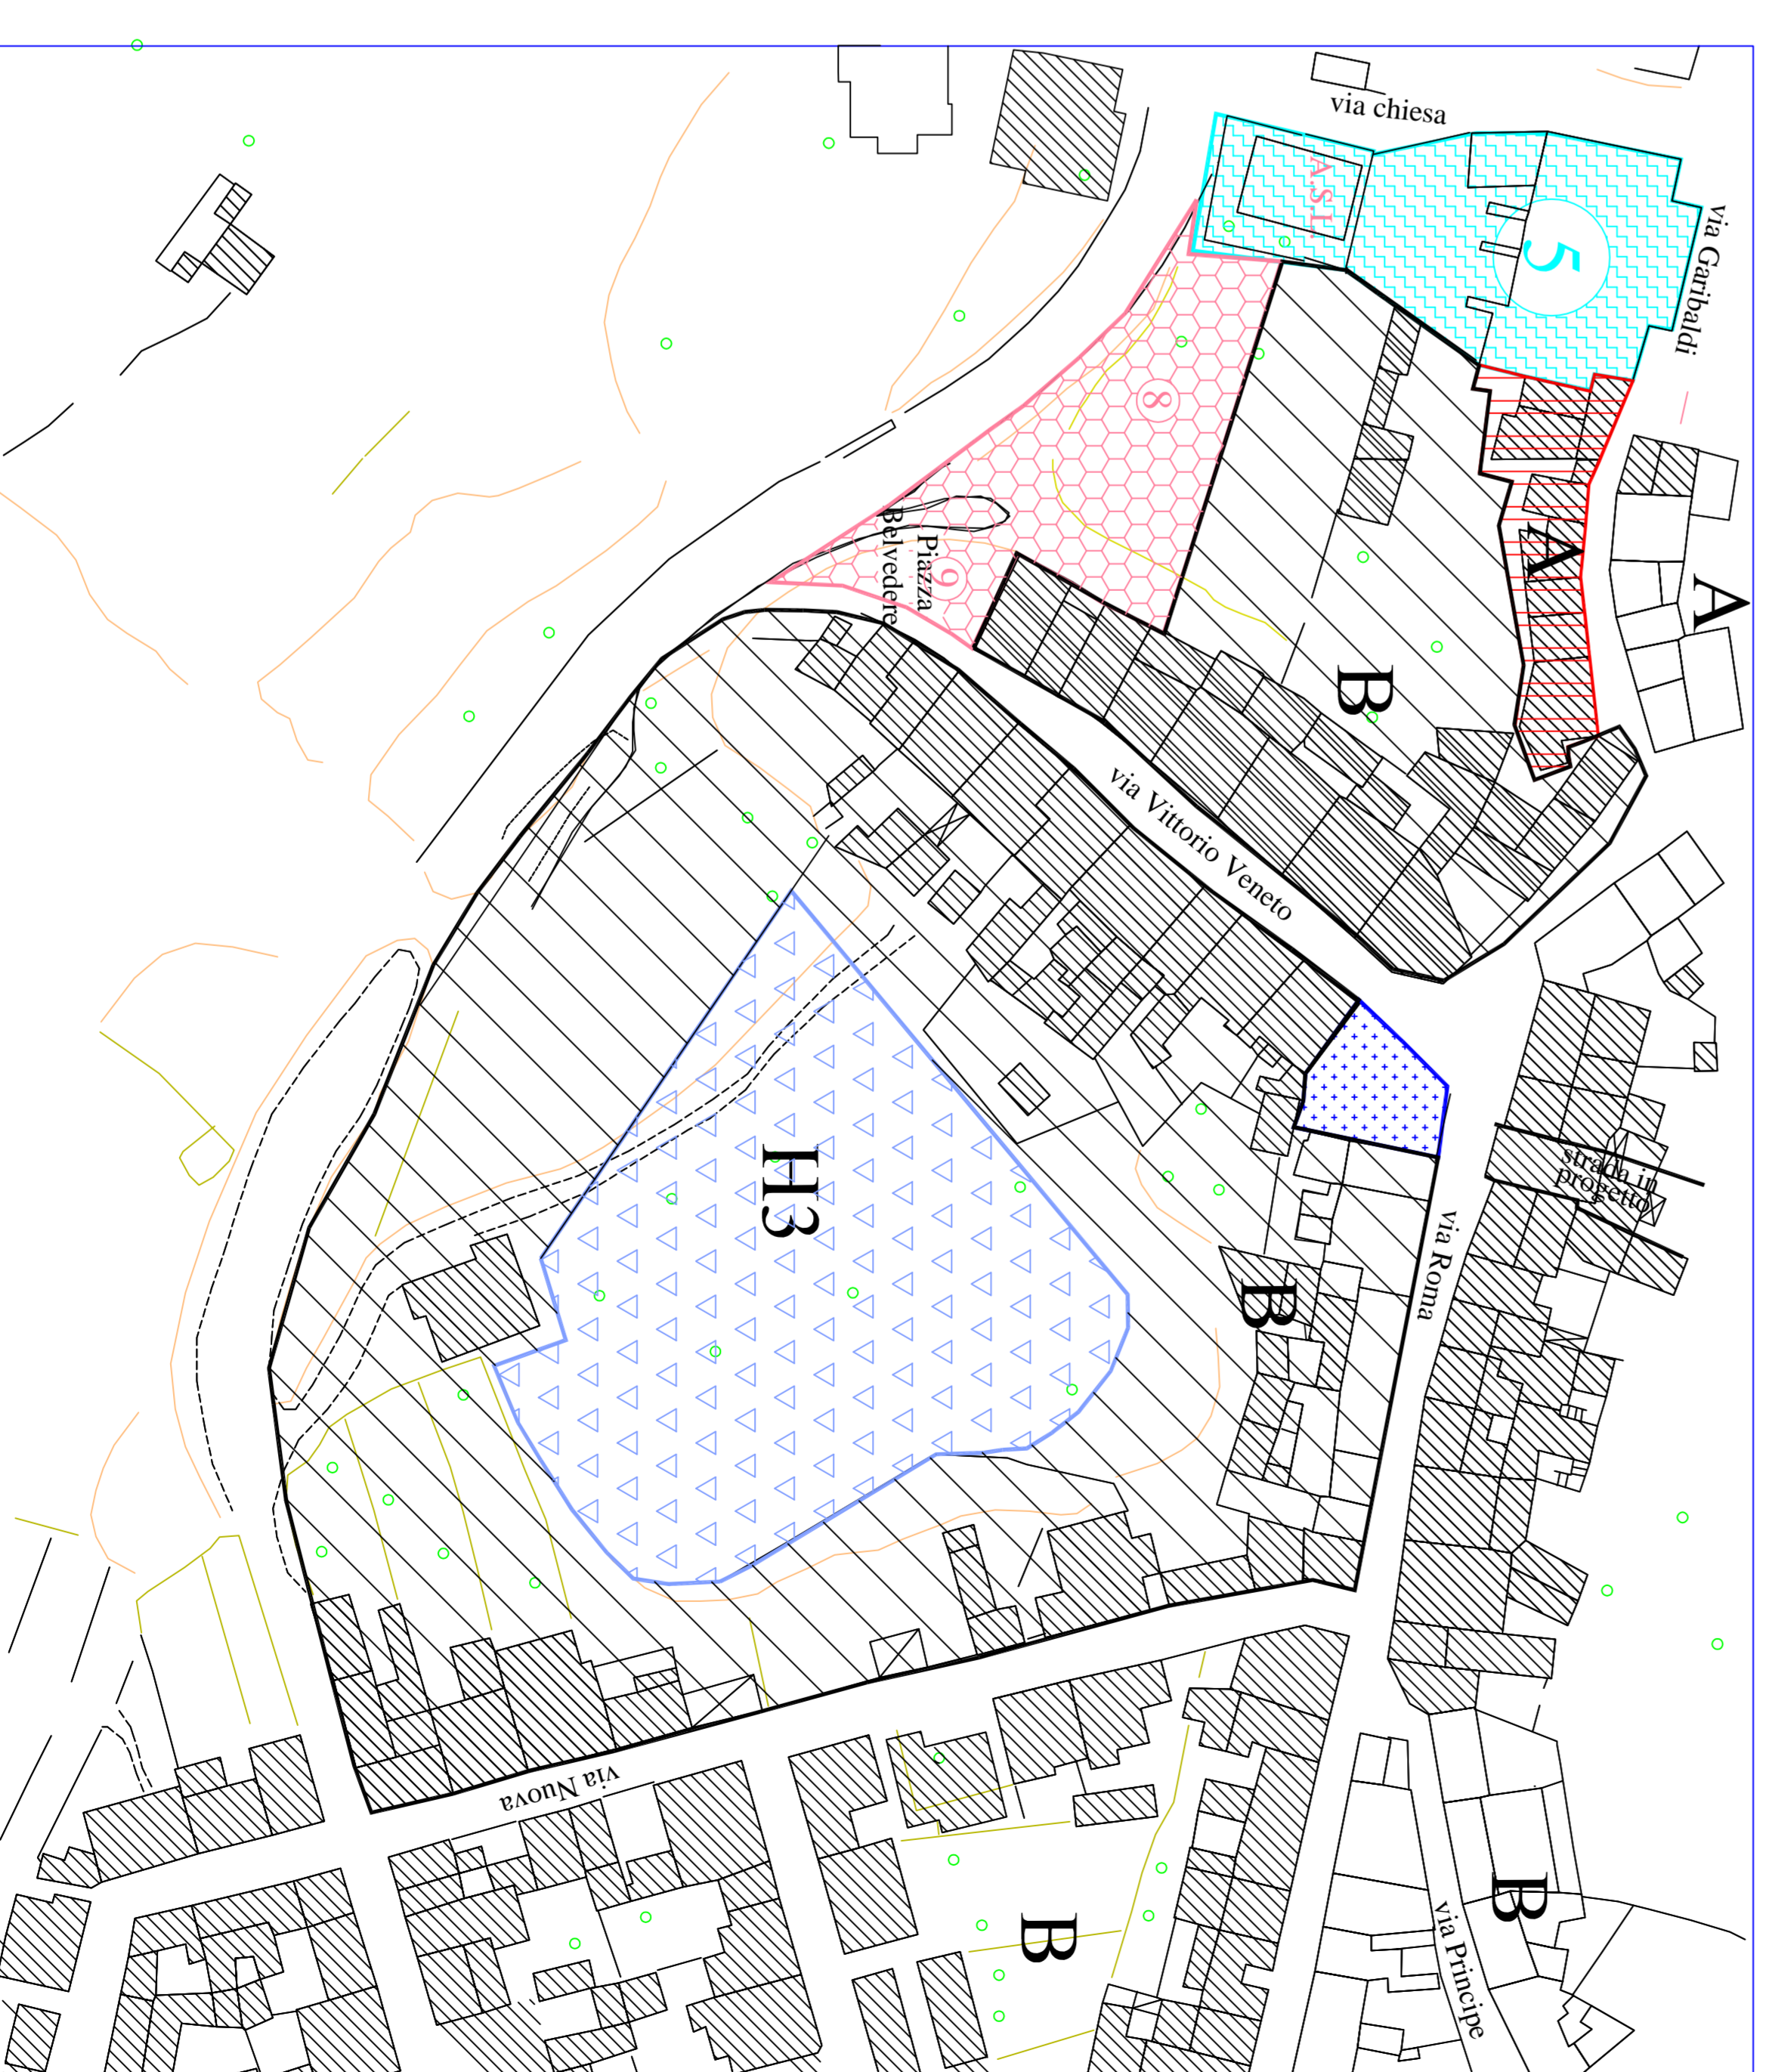 via chiesa
A.S.L.
5
via Garibaldi
8
A
A
Piazza
Belvedere
9
B
via Vittorio Veneto
H3
strada in
progetto
via Roma
B
via Nuova
B
B
via Principe